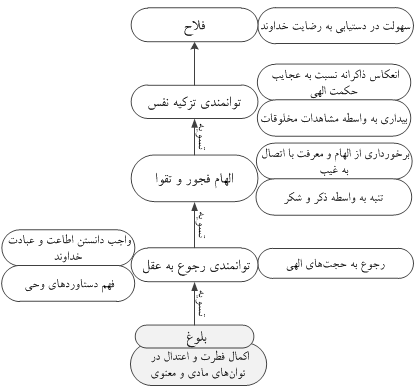 سهولت در دستیابی به رضایت خداوند
فلاح
انعکاس ذاکرانه نسبت به عجایب
حکمت الهی
توانمندی تزکیه نفس
بیداری به واسطه مشاهدات مخلوقات
تسویه
برخورداری از الهام و معرفت با اتصال
به غیب
الهام فجور و تقوا
تنبه به واسطه ذکر و شکر
تسویه
واجب دانستن اطاعت و عبادت
خداوند
رجوع به حجت‌های الهی
توانمندی رجوع به عقل
فهم دستاوردهای وحی
تسویه
بلوغ
اکمال فطرت و اعتدال در
توان‌های مادی و معنوی